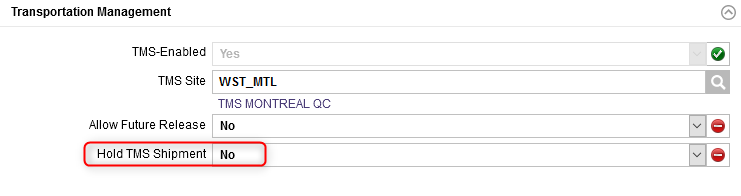 Transportation Management
TMS-Enabled Yes
TMS Site WST_MTL
TMS MONTREAL QC
Allow Future Release No
Hold TMS Shipment No